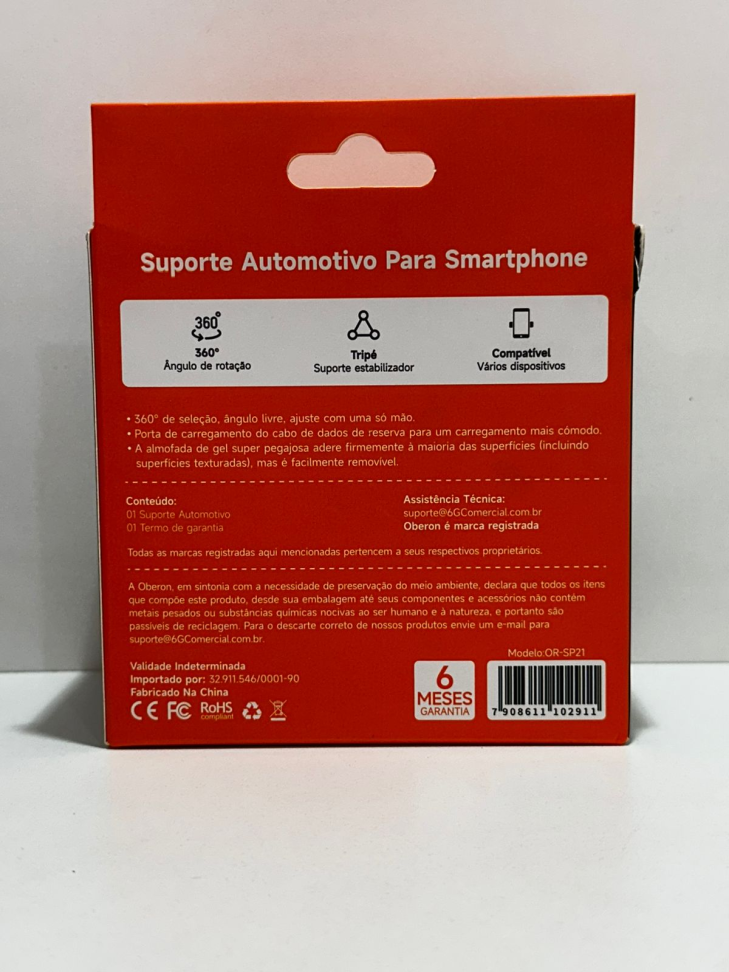 Suporte Automotivo Para Smartphone
360°
360°
Ângulo de rotação
Tripé
Suporte estabilizador
Compatível
Vários dispositivos
• 360° de seleção, ângulo livre, ajuste com uma só mão.
• Porta de carregamento do cabo de dados de reserva para um carregamento mais cômodo.
• A almofada de gel super pegajosa adere firmemente à maioria das superfícies (incluindo
superfícies texturadas), mas é facilmente removível.
Conteúdo:
01 Suporte Automotivo
01 Termo de garantia
Assistência Técnica:
suporte@6GComercial.com.br
Oberon é marca registrada
Todas as marcas registradas aqui mencionadas pertencem a seus respectivos proprietários.
A Oberon, em sintonia com a necessidade de preservação do meio ambiente, declara que todos os itens
que compõe este produto, desde sua embalagem até seus componentes e acessórios não contém
metais pesados ou substâncias químicas nocivas ao ser humano e à natureza, e portanto são
passíveis de reciclagem. Para o descarte correto de nossos produtos envie um e-mail para
suporte@6GComercial.com.br.
Validade Indeterminada
Importado por: 32.911.546/0001-90
Fabricado Na China
CE FC RoHS
compliant
6
MESES
GARANTIA
Modelo:OR-SP21
7 908611 102911